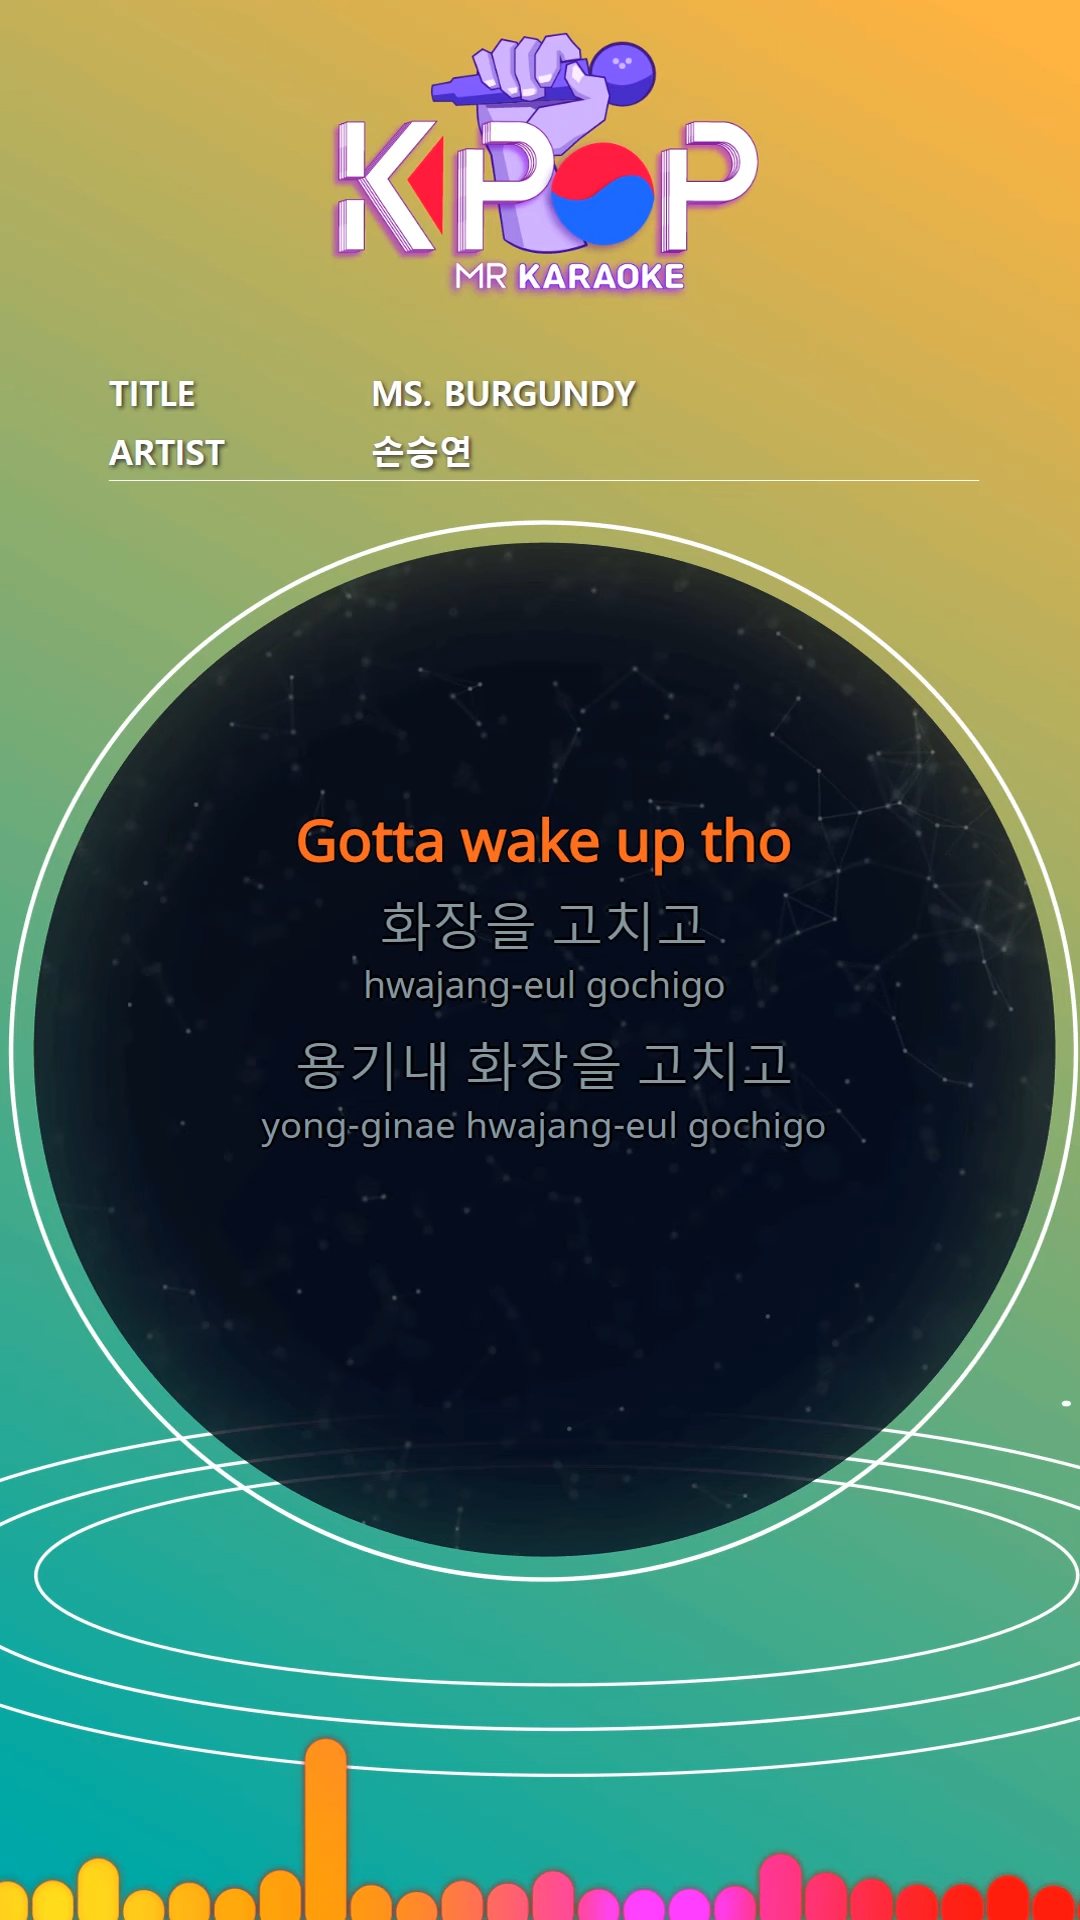 KPOP
MR KARAOKE
TITLE MS. BURGUNDY
ARTIST 손승연
Gotta wake up tho
화장을 고치고
hwajang-eul gochigo
용기내 화장을 고치고
yong-ginae hwajang-eul gochigo